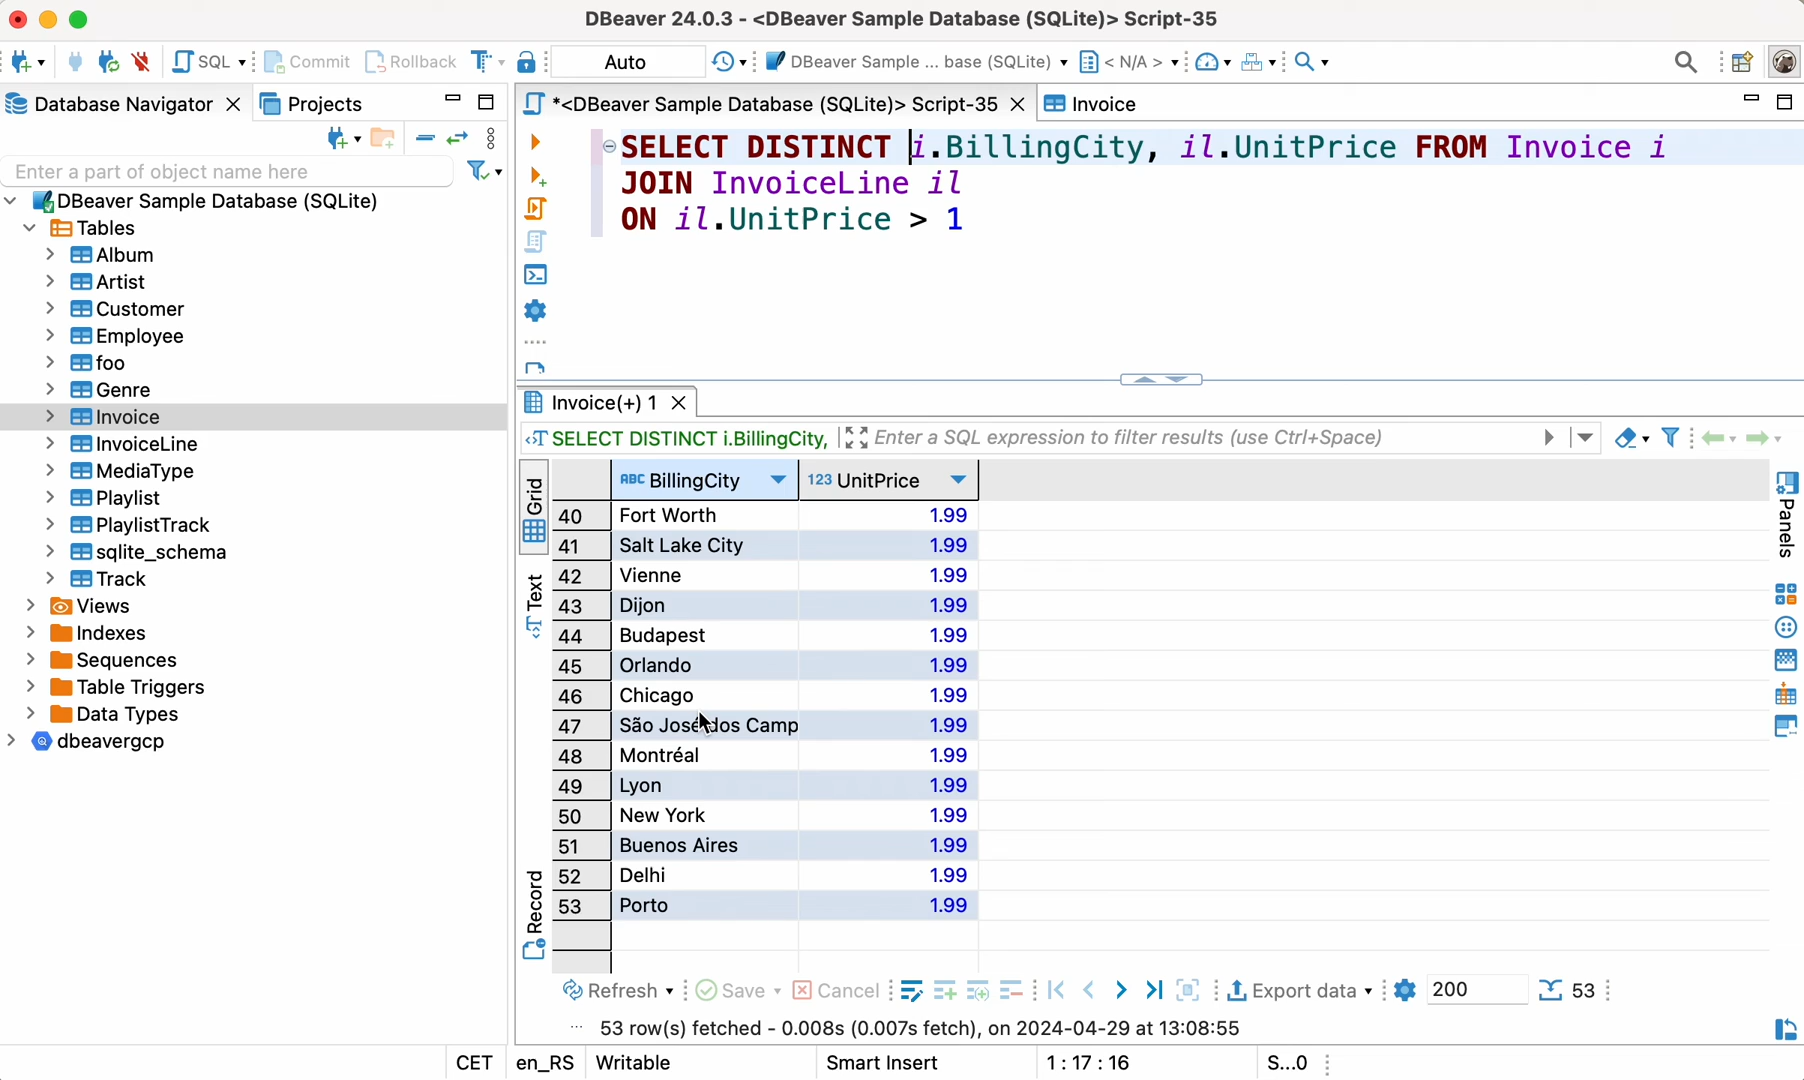 DBeaver 24.0.3 - <DBeaver Sample Database (SQLite)> Script-35
SQL Commit Rollback Auto DBeaver Sample ... base (SQLite) < N/A >
Database Navigator Projects
Enter a part of object name here
DBeaver Sample Database (SQLite)
Tables
Album
Artist
Customer
Employee
foo
Genre
Invoice
InvoiceLine
MediaType
Playlist
PlaylistTrack
sqlite_schema
Track
Views
Indexes
Sequences
Table Triggers
Data Types
dbeavergcp
*<DBeaver Sample Database (SQLite)> Script-35 Invoice
SELECT DISTINCT i.BillingCity, il.UnitPrice FROM Invoice i
JOIN InvoiceLine il
ON il.UnitPrice > 1
Invoice(+) 1
SELECT DISTINCT i.BillingCity, Enter a SQL expression to filter results (use Ctrl+Space)
Grid
Text
Record
ABC BillingCity 123 UnitPrice
40 Fort Worth 1.99
41 Salt Lake City 1.99
42 Vienne 1.99
43 Dijon 1.99
44 Budapest 1.99
45 Orlando 1.99
46 Chicago 1.99
47 São José dos Camp 1.99
48 Montréal 1.99
49 Lyon 1.99
50 New York 1.99
51 Buenos Aires 1.99
52 Delhi 1.99
53 Porto 1.99
Panels
Refresh Save Cancel Export data 200 53
... 53 row(s) fetched - 0.008s (0.007s fetch), on 2024-04-29 at 13:08:55
CET en_RS Writable Smart Insert 1 : 17 : 16 S...0